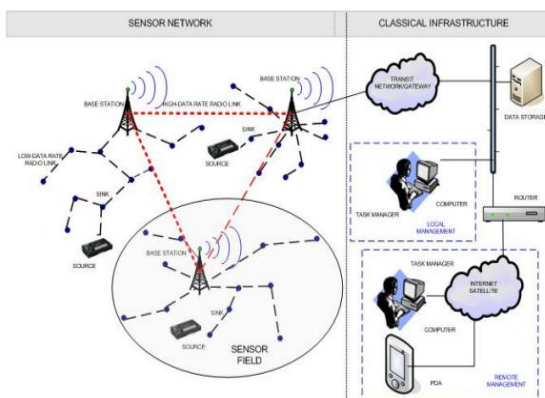 SENSOR NETWORK
CLASSICAL INFRASTRUCTURE
BASE STATION
BASE STATION
HIGH-DATA RATE RADIO LINK
TRANSIT
NETWORK/GATEWAY
DATA STORAGE
LOW-DATA RATE
RADIO LINK
SOURCE
SINK
SINK
SOURCE
COMPUTER
TASK MANAGER
LOCAL
MANAGEMENT
ROUTER
BASE STATION
SINK
SOURCE
SENSOR
FIELD
TASK MANAGER
INTERNET
SATELLITE
COMPUTER
PDA
REMOTE
MANAGEMENT